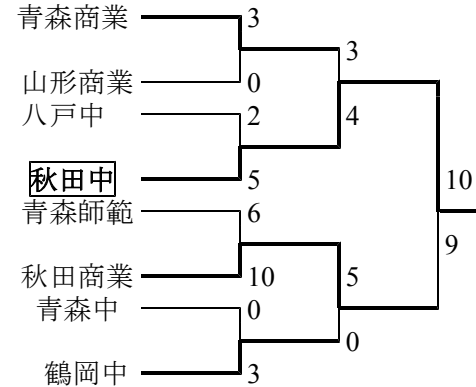 青森商業 3
3
山形商業 0
八戸中 2
4
秋田中 5
10
青森師範 6
9
秋田商業 10
5
青森中 0
0
鶴岡中 3